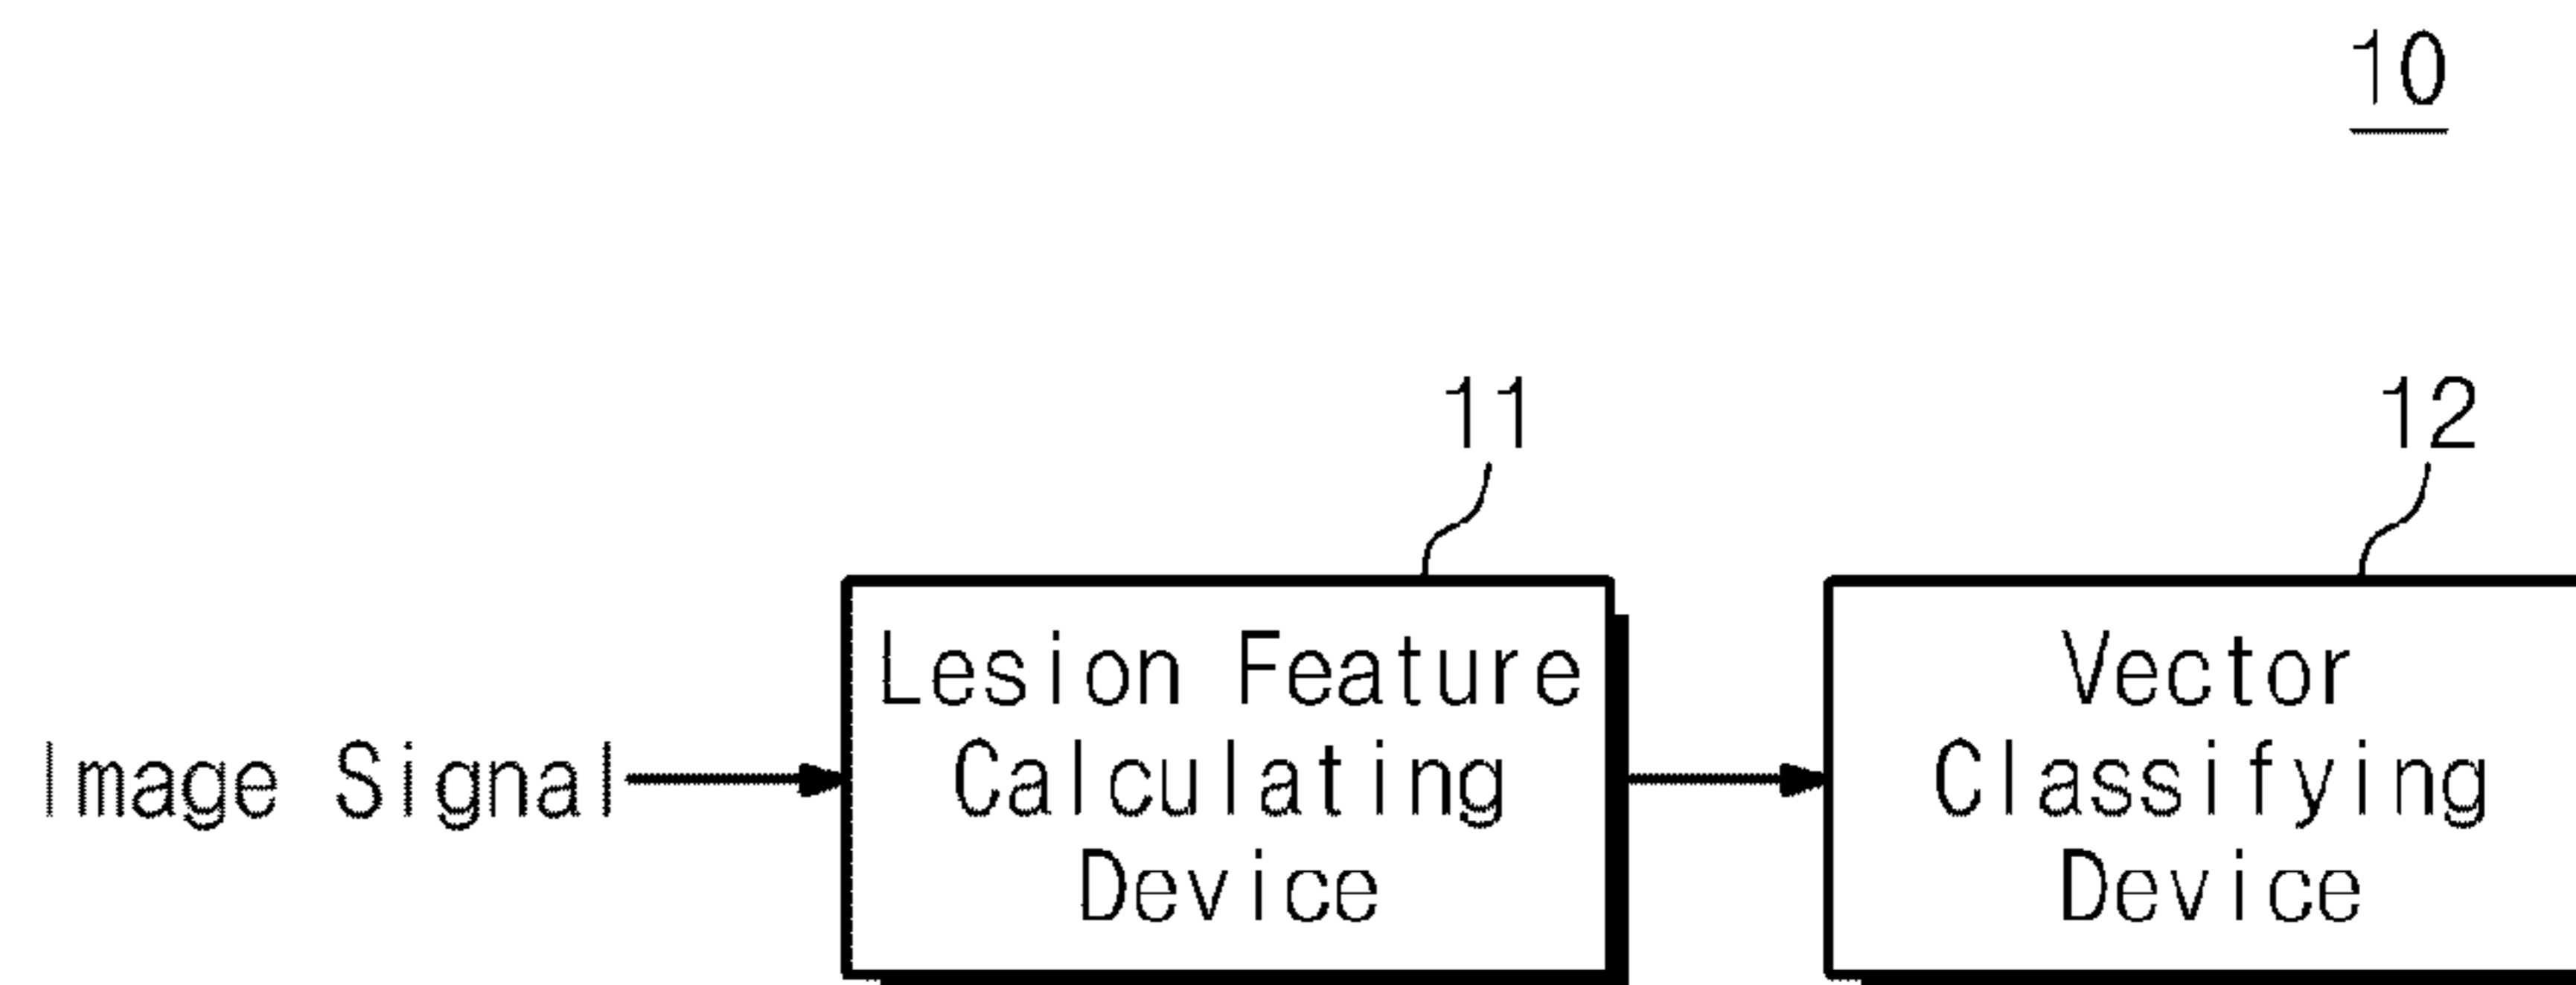 10
11
12
Image Signal
Lesion Feature
Calculating
Device
Vector
Classifying
Device